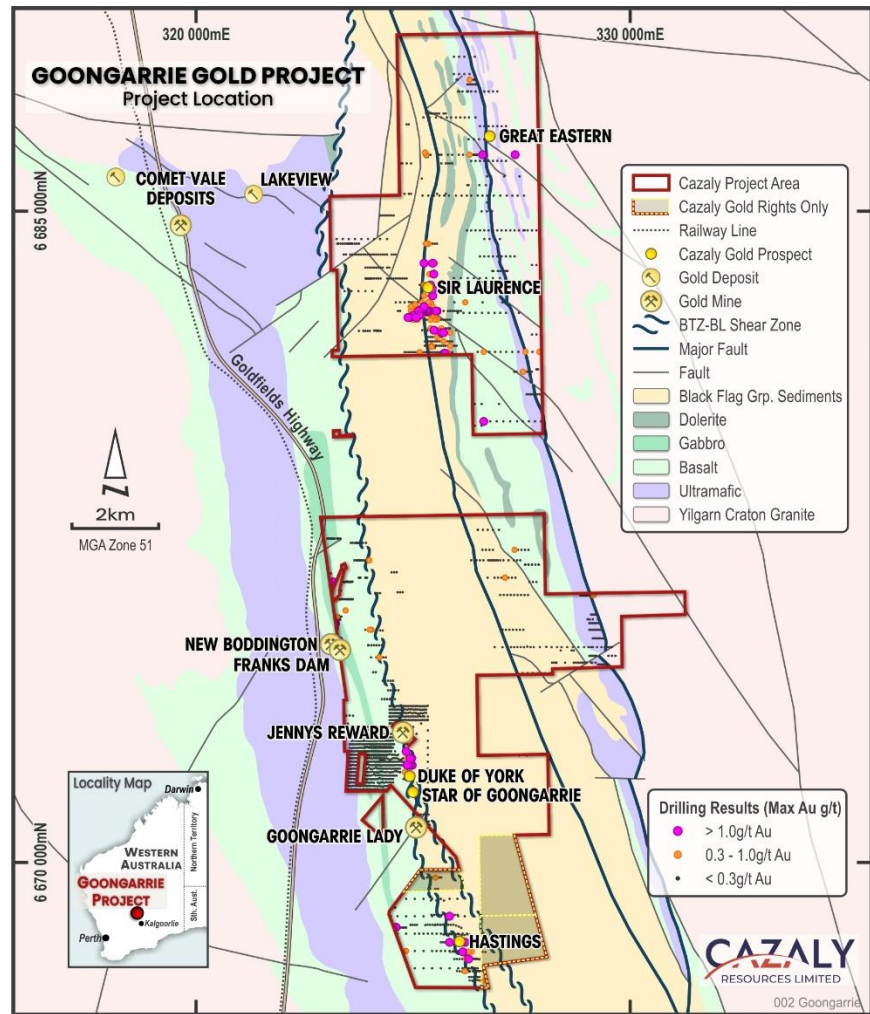 320 000mE
330 000mE
GOONGARRIE GOLD PROJECT
Project Location
GREAT EASTERN
COMET VALE
DEPOSITS
LAKEVIEW
6 685 000mN
SIR LAURENCE
Cazaly Project Area
Cazaly Gold Rights Only
Railway Line
Cazaly Gold Prospect
Gold Deposit
Gold Mine
BTZ-BL Shear Zone
Major Fault
Fault
Black Flag Grp. Sediments
Dolerite
Gabbro
Basalt
Ultramafic
Yilgarn Craton Granite
Goldfields Highway
N
2km
MGA Zone 51
NEW BODDINGTON
FRANKS DAM
JENNYS REWARD
DUKE OF YORK
STAR OF GOONGARRIE
GOONGARRIE LADY
6 670 000mN
HASTINGS
Locality Map
Darwin
WESTERN
AUSTRALIA
Northern Territory
Sth. Aust.
GOONGARRIE
PROJECT
Kalgoorlie
Perth
Drilling Results (Max Au g/t)
> 1.0g/t Au
0.3 - 1.0g/t Au
< 0.3g/t Au
CAZALY
RESOURCES LIMITED
002 Goongarrie